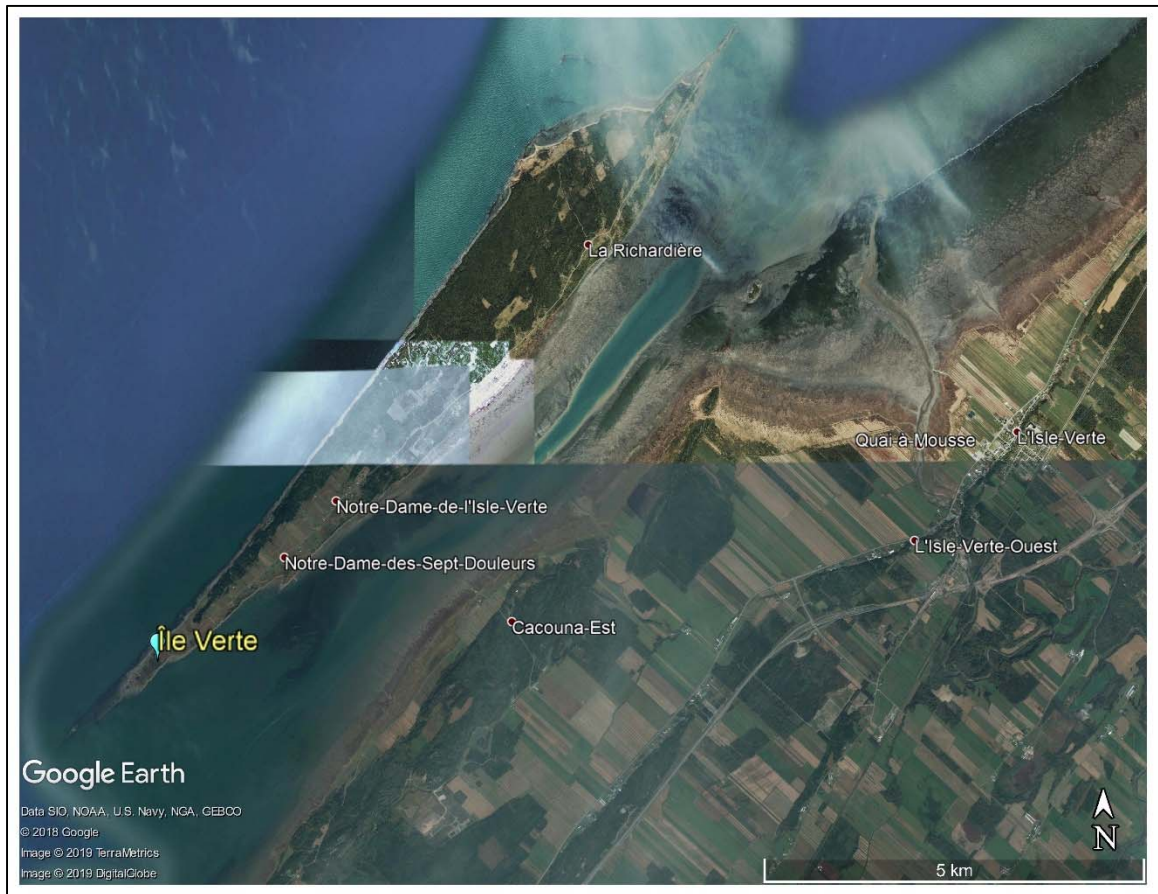 La Richardière
Quai-à-Mousse
L'Isle-Verte
Notre-Dame-de-l'Isle-Verte
L'Isle-Verte-Ouest
Notre-Dame-des-Sept-Douleurs
Cacouna-Est
Île Verte
Google Earth
Data SIO, NOAA, U.S. Navy, NGA, GEBCO
© 2018 Google
Image © 2019 TerraMetrics
Image © 2019 DigitalGlobe
N
5 km